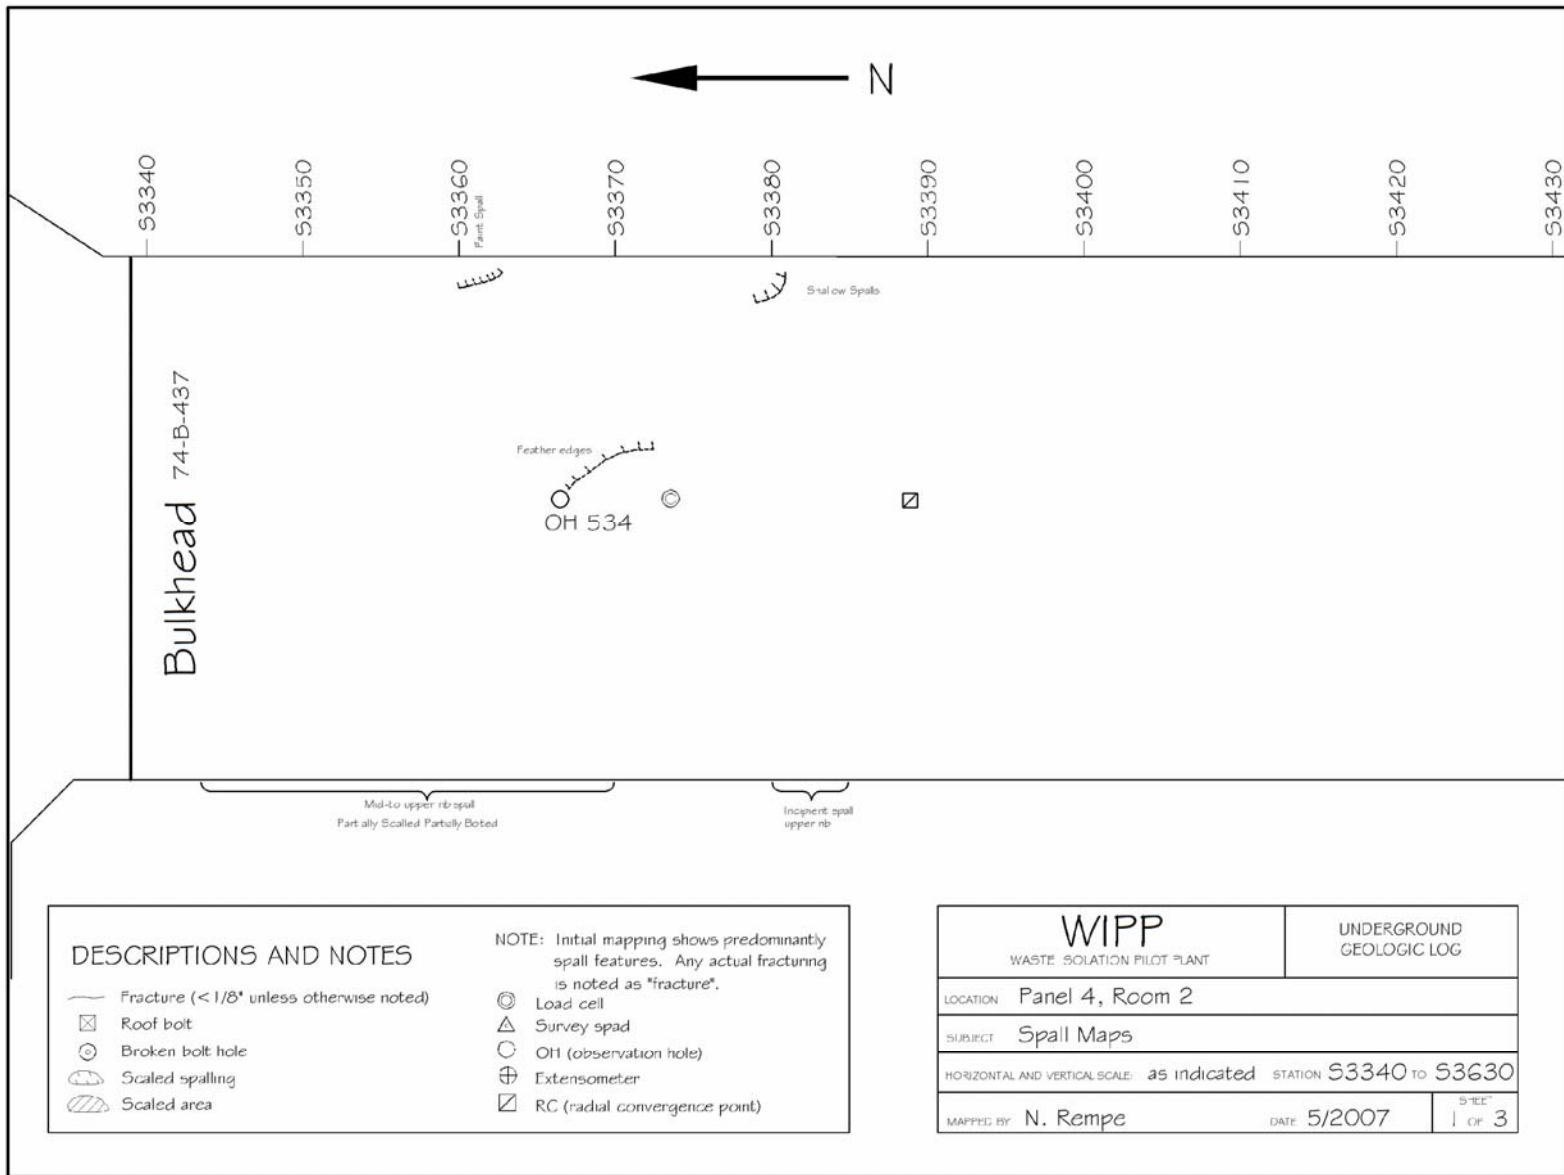 N
S3340
S3350
S3360
S3370
S3380
S3390
S3400
S3410
S3420
S3430
Faint Spall
Shallow Spalls
Bulkhead 74-B-437
Feather edges
OH 534
Mid-to upper rib spall
Partially Scalled Partially Bolted
Incipient spall
upper rib
DESCRIPTIONS AND NOTES
Fracture (<1/8" unless otherwise noted)
Roof bolt
Broken bolt hole
Scaled spalling
Scaled area
NOTE: Initial mapping shows predominantly
spall features. Any actual fracturing
is noted as "fracture".
Load cell
Survey spad
OH (observation hole)
Extensometer
RC (radial convergence point)
WIPP
WASTE ISOLATION PILOT PLANT
UNDERGROUND
GEOLOGIC LOG
LOCATION Panel 4, Room 2
SUBJECT Spall Maps
HORIZONTAL AND VERTICAL SCALE: as indicated STATION S3340 TO S3630
MAPPED BY N. Rempe DATE 5/2007
SHEET
1 OF 3